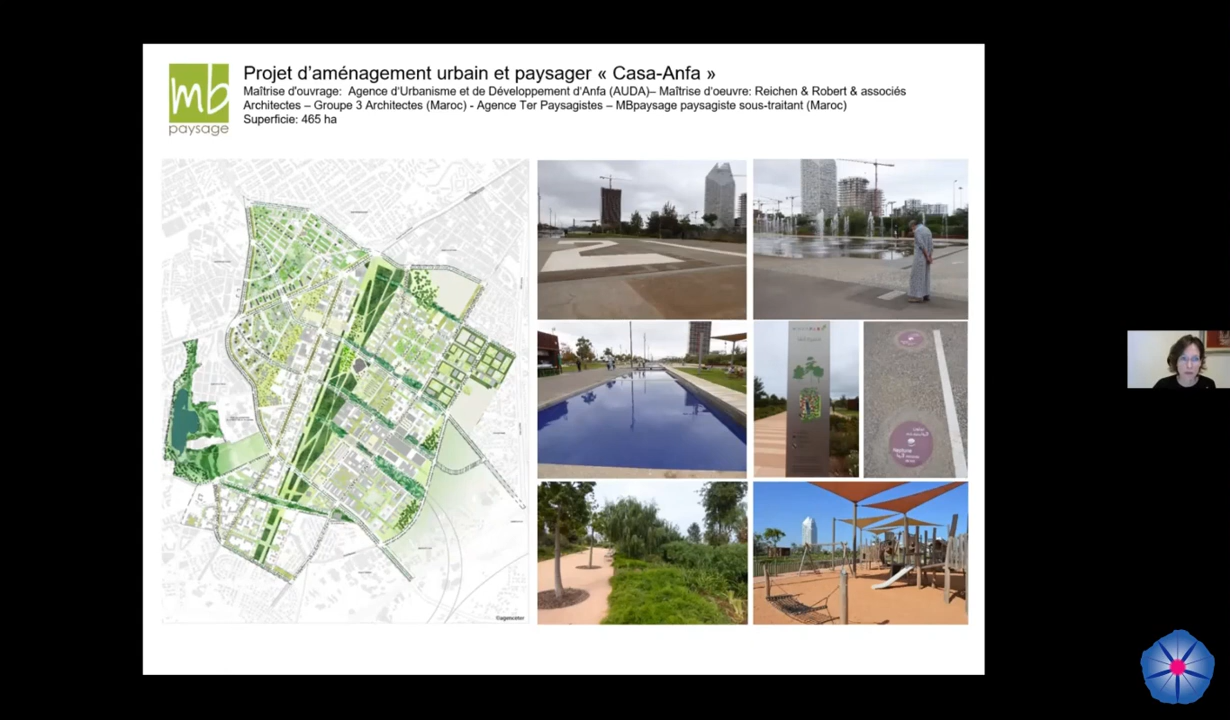 mb
paysage
Projet d'aménagement urbain et paysager « Casa-Anfa »
Maîtrise d'ouvrage: Agence d'Urbanisme et de Développement d'Anfa (AUDA)– Maîtrise d'oeuvre: Reichen & Robert & associés
Architectes – Groupe 3 Architectes (Maroc) - Agence Ter Paysagistes – MBpaysage paysagiste sous-traitant (Maroc)
Superficie: 465 ha
©agenceter